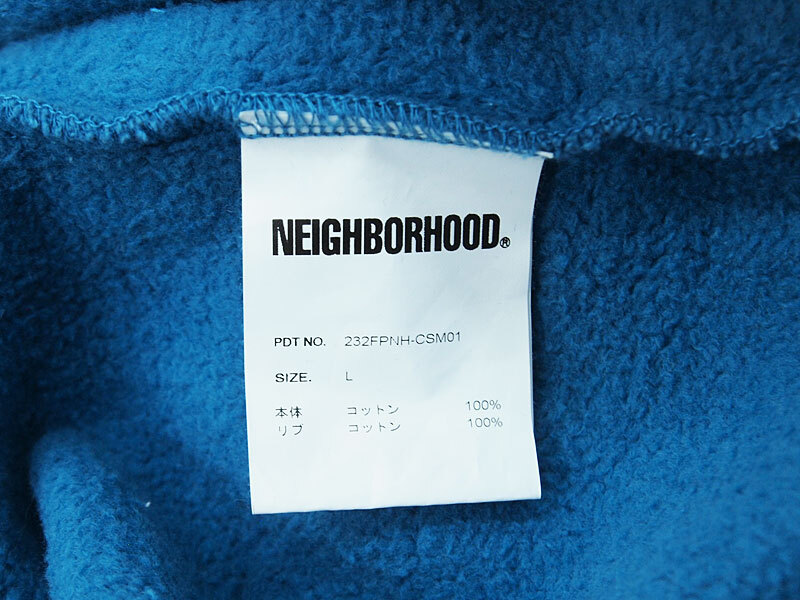 NEIGHBORHOOD®
PDT NO. 232FPNH-CSM01
SIZE. L
本体 コットン 100%
リブ コットン 100%